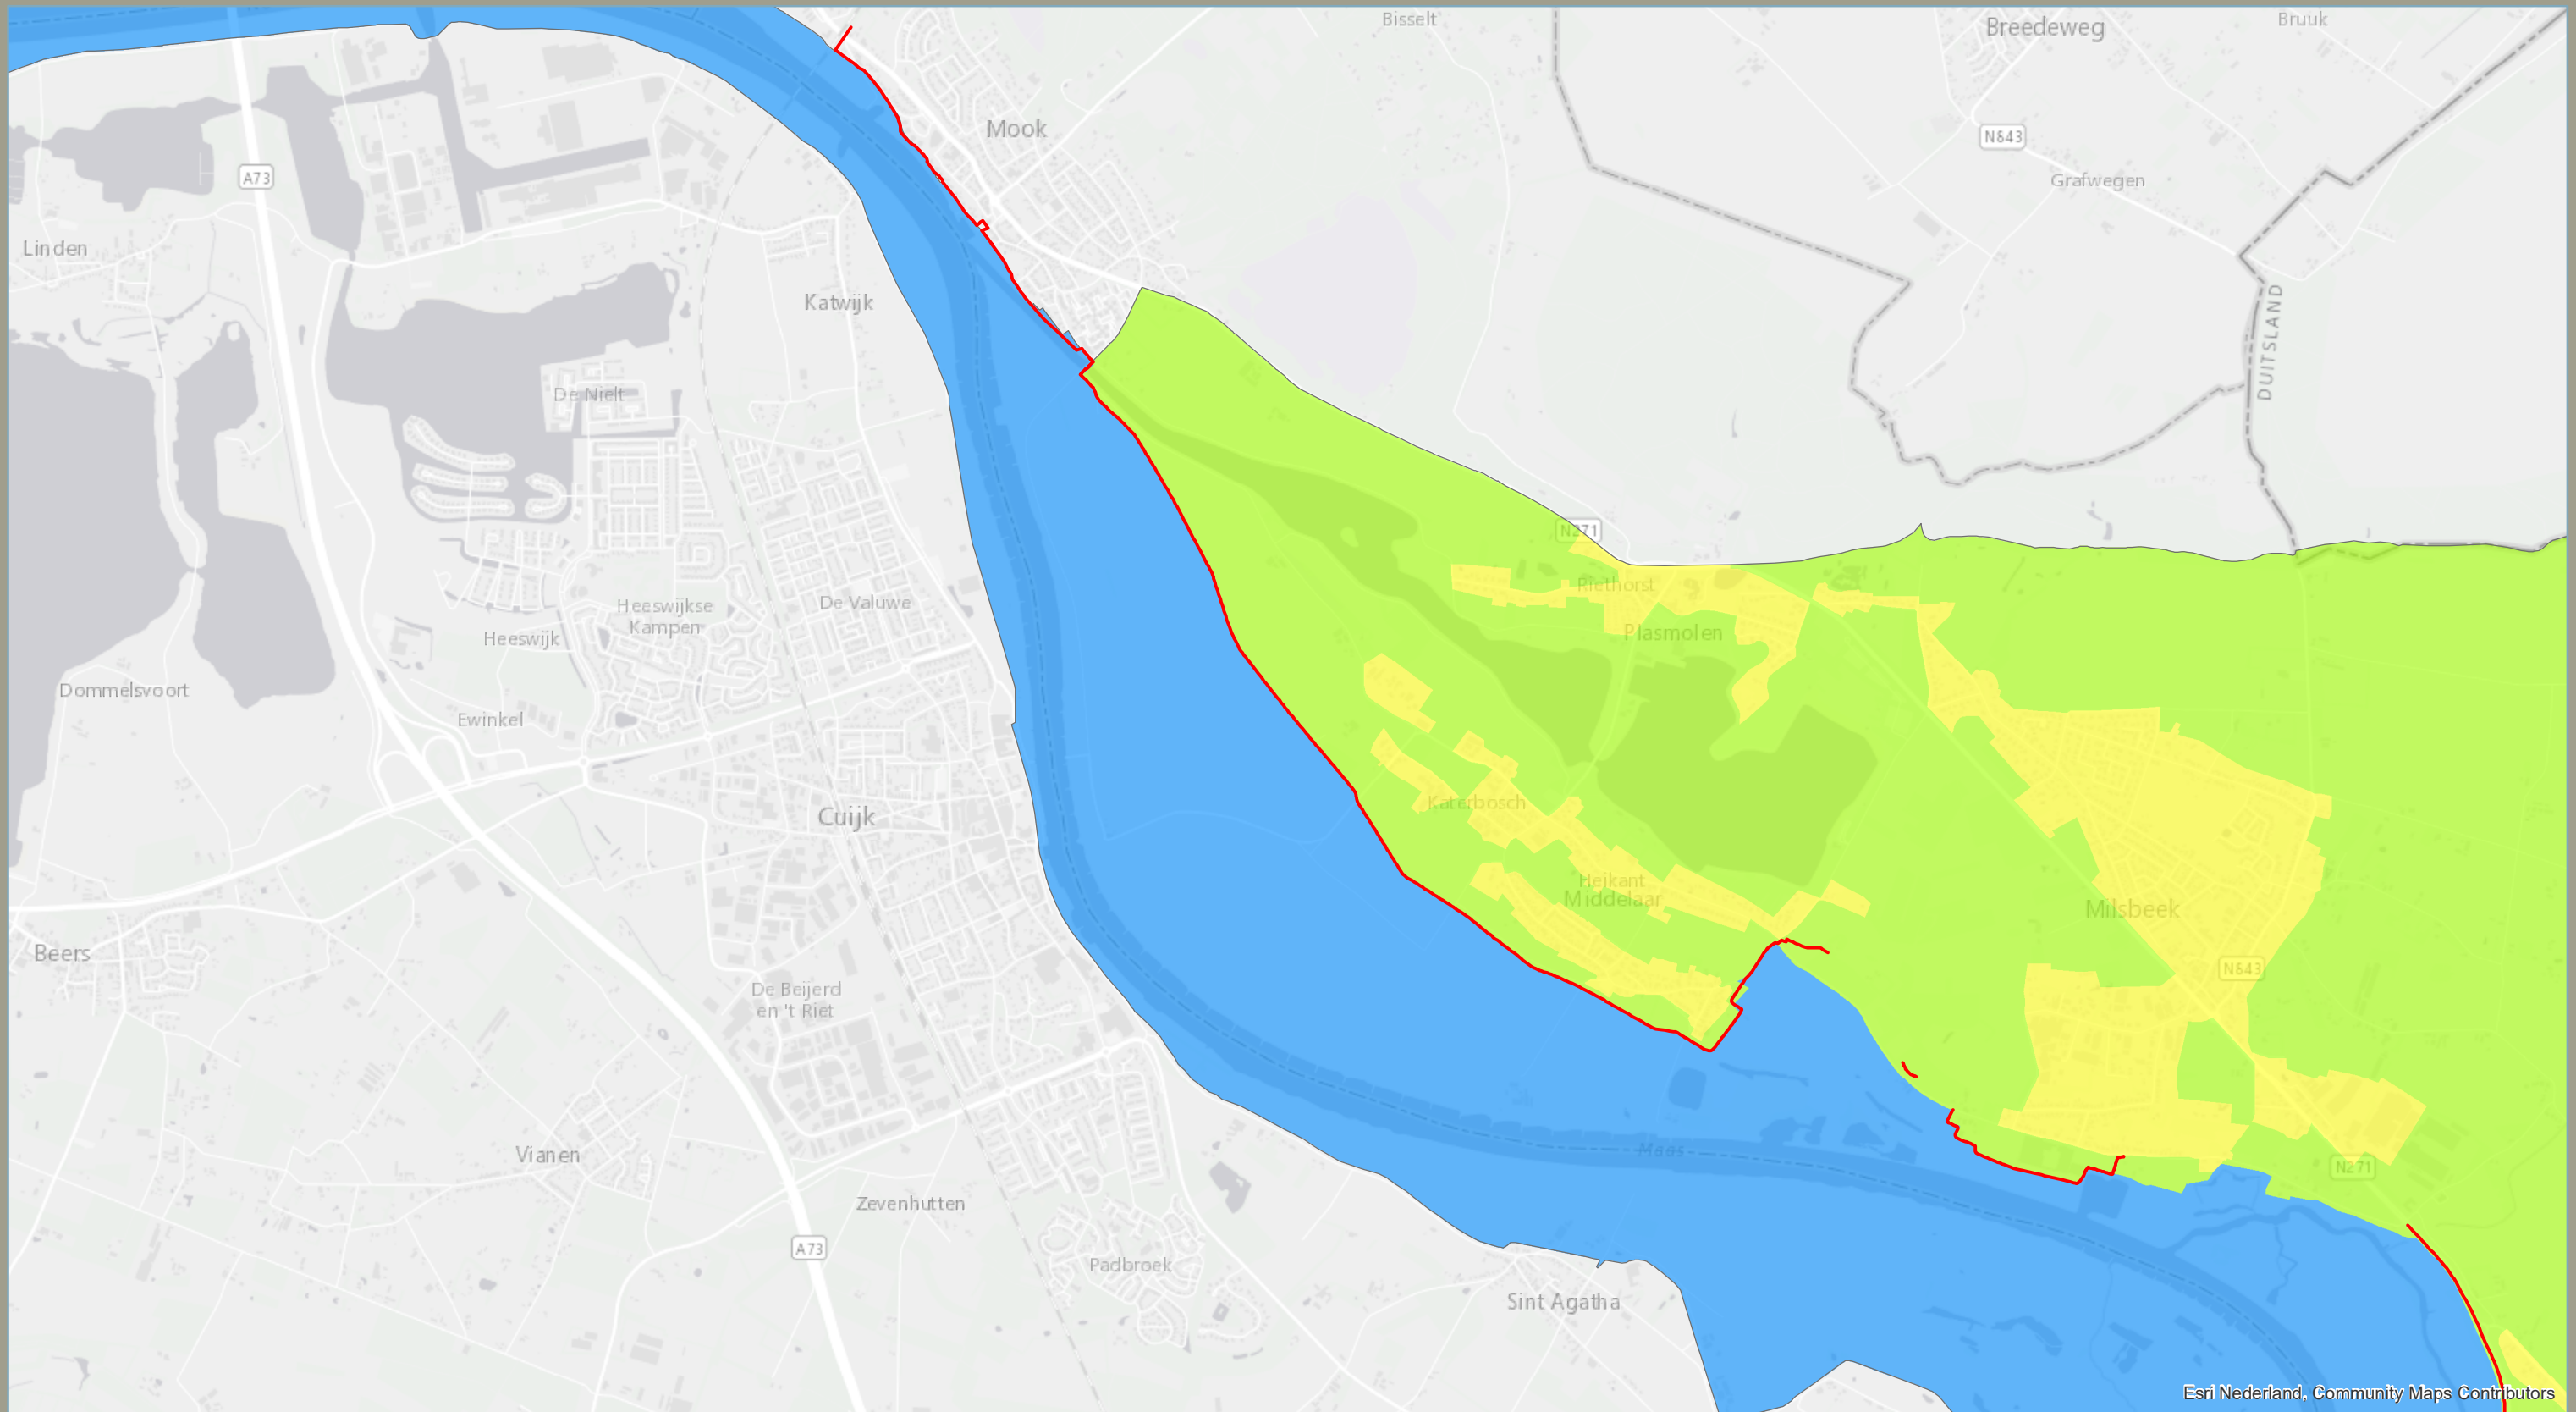 Bisselt
Breedeweg
Bruuk
Mook
N843
A73
Grafwegen
Linden
Katwijk
DUITSLAND
De Nielt
N271
Riethorst
Heeswijkse
Kampen
De Valuwe
Heeswijk
Plasmolen
Dommelsvoort
Ewinkel
Katerbosch
Cuijk
Heikant
Middelaar
Milsbeek
Beers
N843
De Beijerd
en 't Riet
Maas
Vianen
N271
Zevenhutten
A73
Padbroek
Sint Agatha
Esri Nederland, Community Maps Contributors